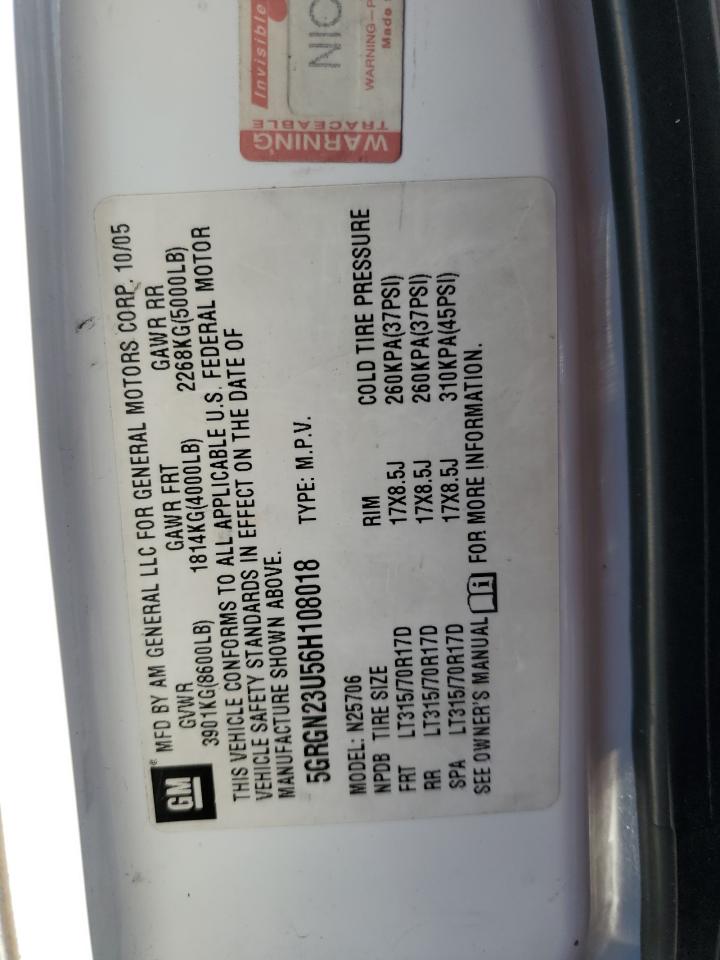 GM® MFD BY AM GENERAL LLC FOR GENERAL MOTORS CORP. 10/05
GVWR GAWR FRT GAWR RR
3901KG(8600LB) 1814KG(4000LB) 2268KG(5000LB)
THIS VEHICLE CONFORMS TO ALL APPLICABLE U.S. FEDERAL MOTOR
VEHICLE SAFETY STANDARDS IN EFFECT ON THE DATE OF
MANUFACTURE SHOWN ABOVE.
5GRGN23U56H108018 TYPE: M.P.V.
MODEL: N25706
NPDB TIRE SIZE RIM COLD TIRE PRESSURE
FRT LT315/70R17D 17X8.5J 260KPA(37PSI)
RR LT315/70R17D 17X8.5J 260KPA(37PSI)
SPA LT315/70R17D 17X8.5J 310KPA(45PSI)
SEE OWNER'S MANUAL i FOR MORE INFORMATION.
WARNING
TRACEABLE
Invisible
NIC
WARNING-P
Made